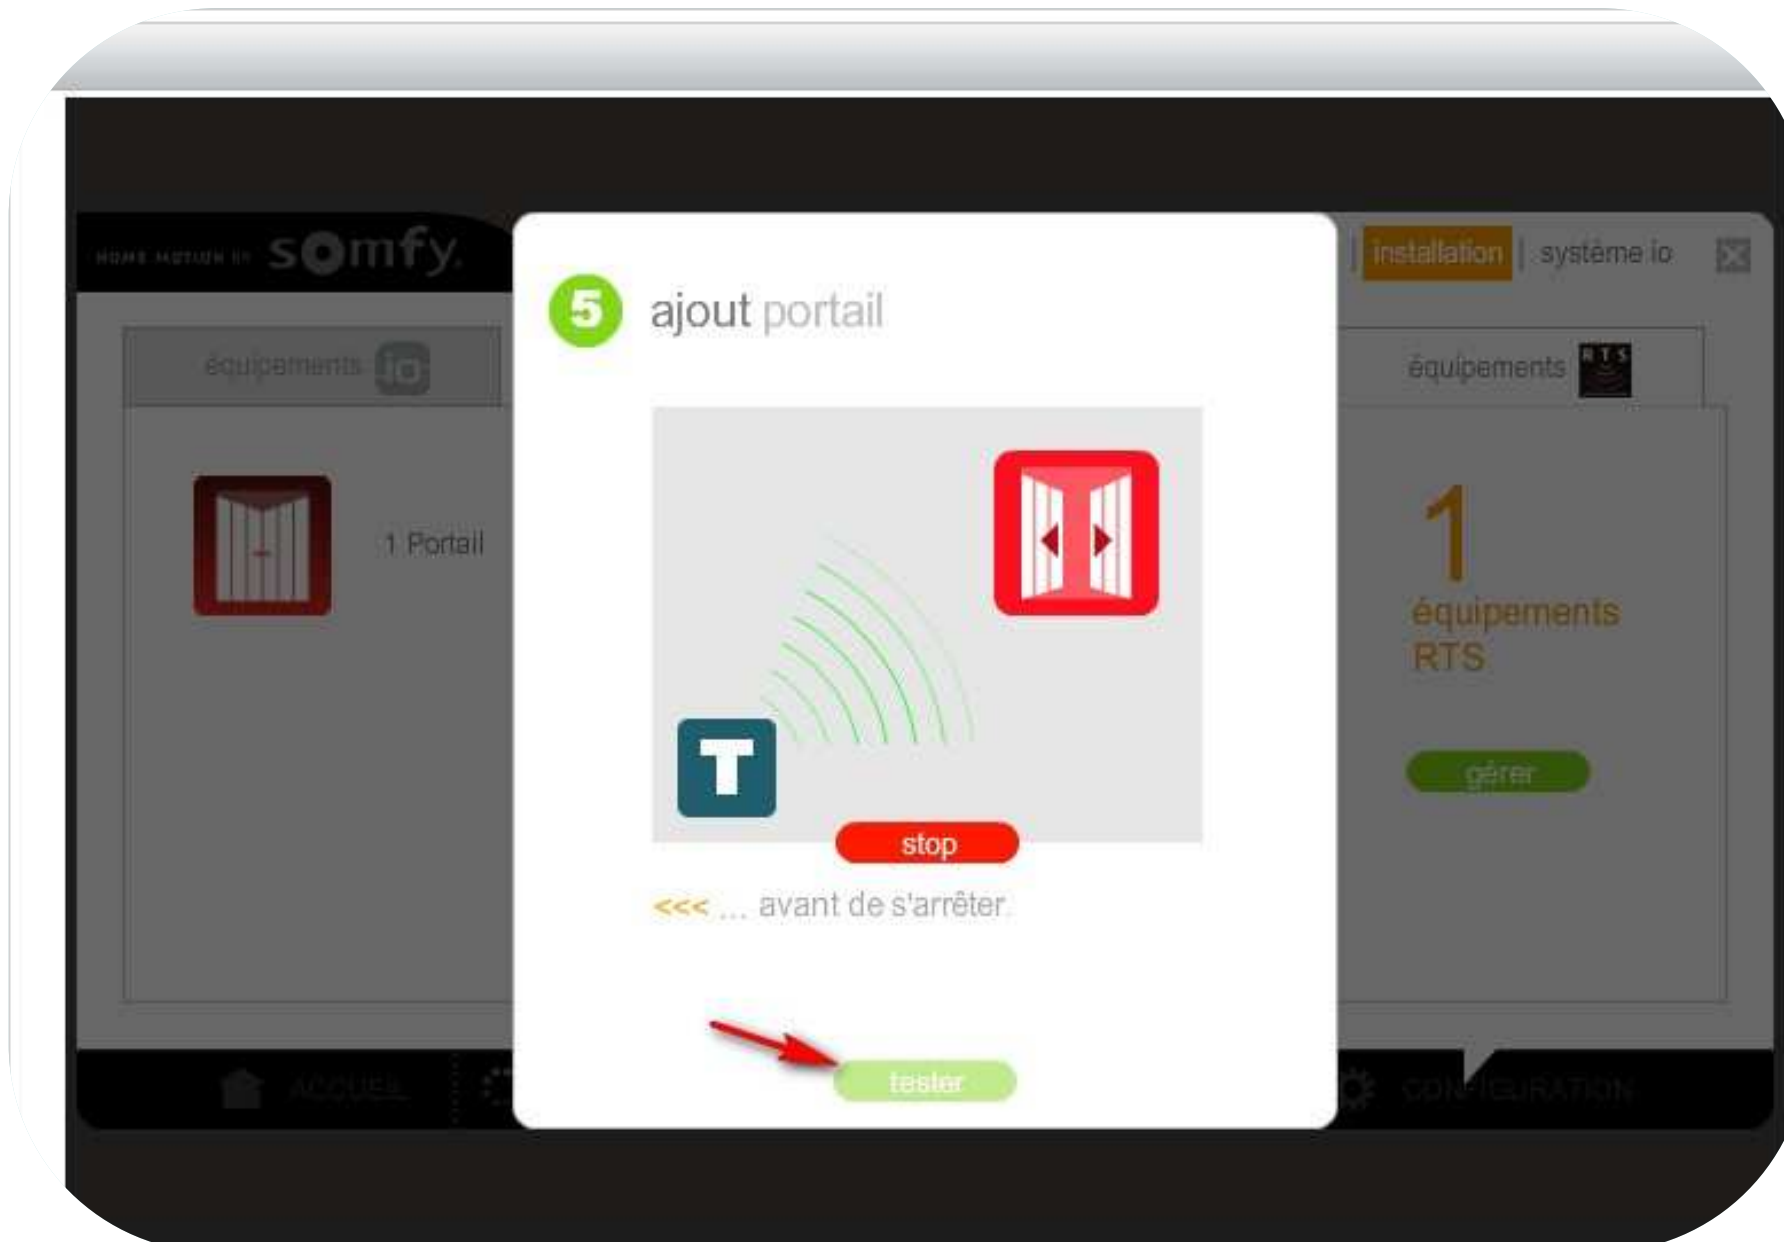 HOME MOTION BY somfy.
installation | système io
équipements io
équipements RTS
1 Portail
5 ajout portail
T
stop
<<< ... avant de s'arrêter.
tester
1
équipements
RTS
gérer
ACCUEIL
CONFIGURATION